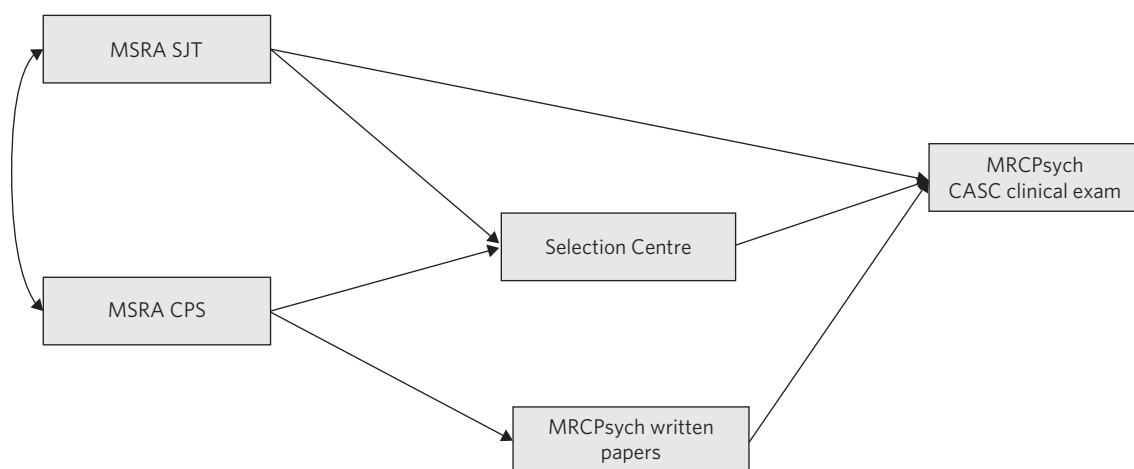 MSRA SJT
MRCPsych
CASC clinical exam
Selection Centre
MSRA CPS
MRCPsych written
papers